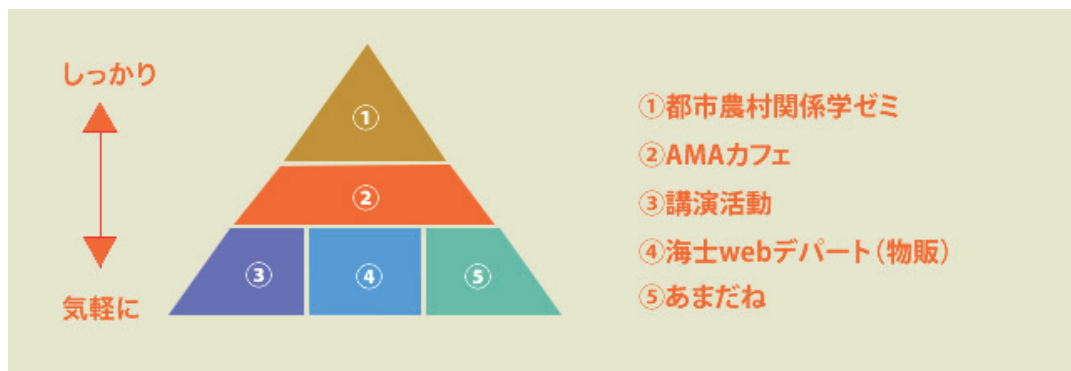 しっかり
気軽に
①
②
③ ④ ⑤
①都市農村関係学ゼミ
②AMAカフェ
③講演活動
④海士webデパート（物販）
⑤あまだね